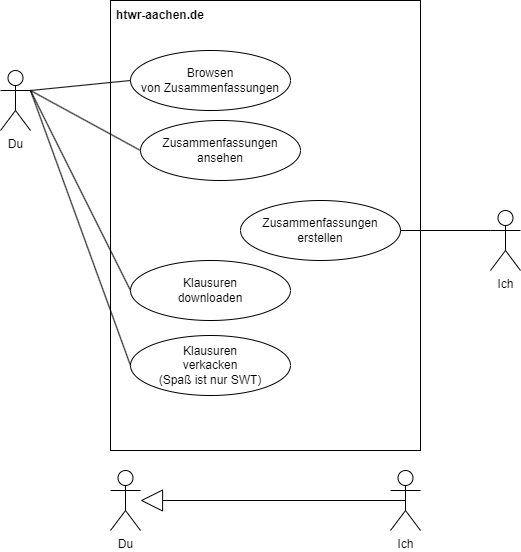 htwr-aachen.de
Browsen
von Zusammenfassungen
Du
Zusammenfassungen
ansehen
Zusammenfassungen
erstellen
Ich
Klausuren
downloaden
Klausuren
verkacken
(Spaß ist nur SWT)
Du
Ich